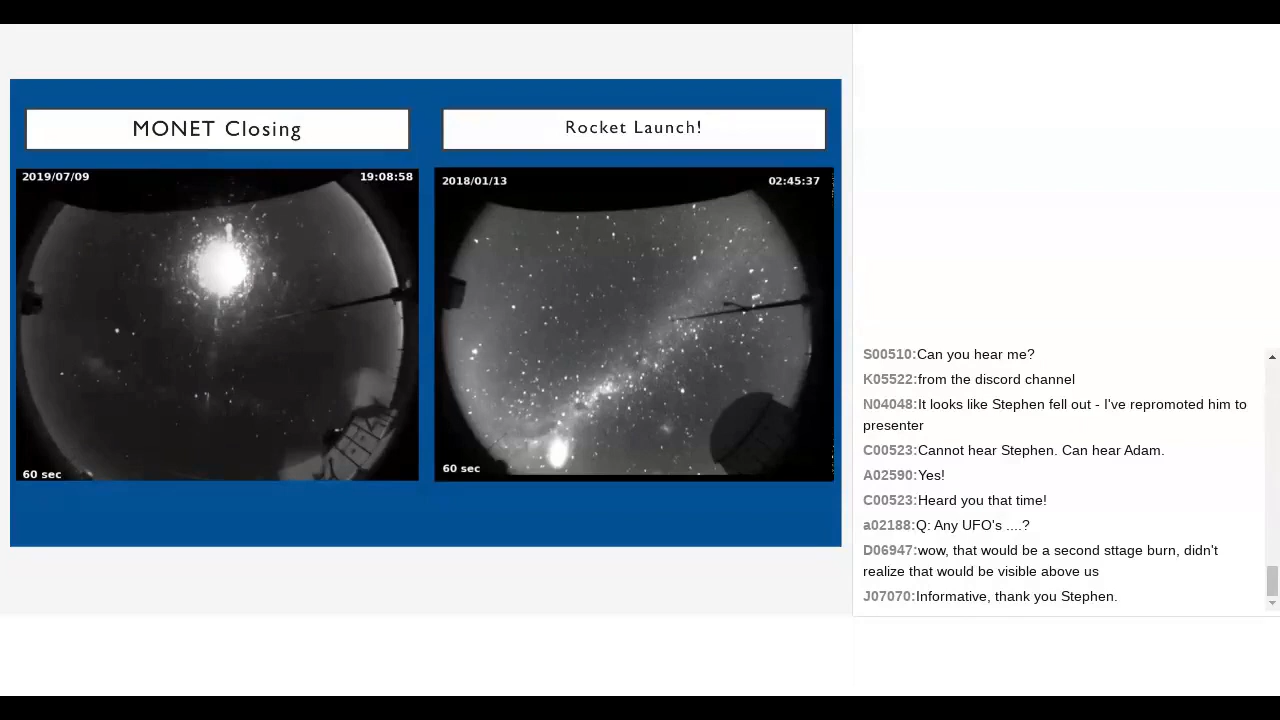 MONET Closing
Rocket Launch!
2019/07/09
19:08:58
60 sec
2018/01/13
02:45:37
60 sec
S00510:Can you hear me?
K05522:from the discord channel
N04048:It looks like Stephen fell out - I've repromoted him to
presenter
C00523:Cannot hear Stephen. Can hear Adam.
A02590:Yes!
C00523:Heard you that time!
a02188:Q: Any UFO's ....?
D06947:wow, that would be a second sttage burn, didn't
realize that would be visible above us
J07070:Informative, thank you Stephen.